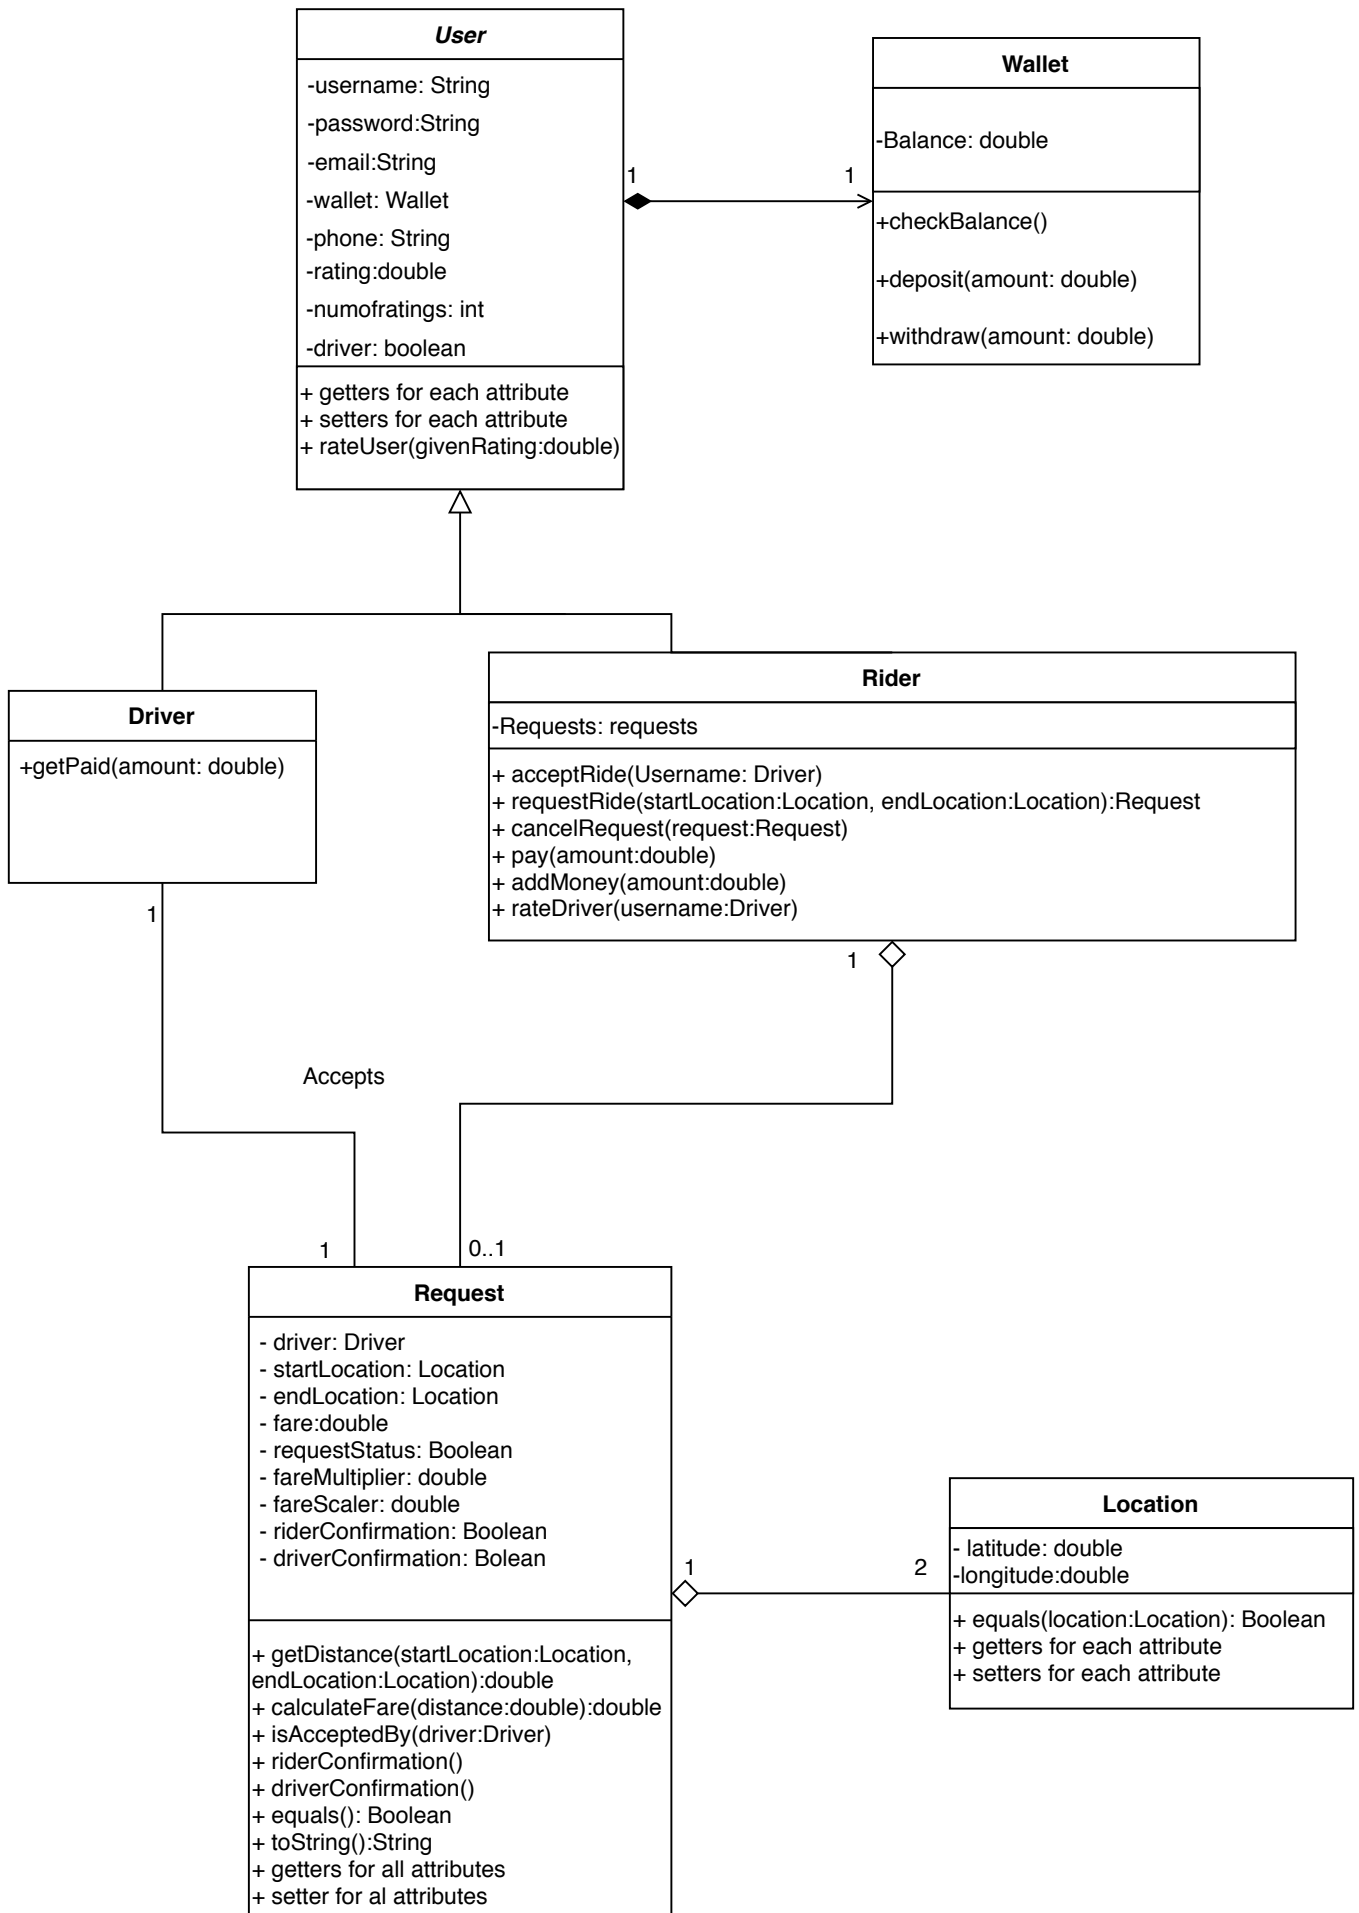 User
-username: String
-password:String
-email:String
-wallet: Wallet
-phone: String
-rating:double
-numofratings: int
-driver: boolean
+ getters for each attribute
+ setters for each attribute
+ rateUser(givenRating:double)
1
1
Wallet
-Balance: double
+checkBalance()
+deposit(amount: double)
+withdraw(amount: double)
Driver
+getPaid(amount: double)
1
Rider
-Requests: requests
+ acceptRide(Username: Driver)
+ requestRide(startLocation:Location, endLocation:Location):Request
+ cancelRequest(request:Request)
+ pay(amount:double)
+ addMoney(amount:double)
+ rateDriver(username:Driver)
1
Accepts
1
0..1
Request
- driver: Driver
- startLocation: Location
- endLocation: Location
- fare:double
- requestStatus: Boolean
- fareMultiplier: double
- fareScaler: double
- riderConfirmation: Boolean
- driverConfirmation: Bolean
+ getDistance(startLocation:Location,
endLocation:Location):double
+ calculateFare(distance:double):double
+ isAcceptedBy(driver:Driver)
+ riderConfirmation()
+ driverConfirmation()
+ equals(): Boolean
+ toString():String
+ getters for all attributes
+ setter for al attributes
1
2
Location
- latitude: double
-longitude:double
+ equals(location:Location): Boolean
+ getters for each attribute
+ setters for each attribute